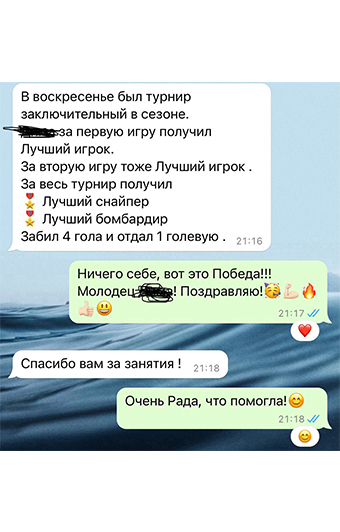 В воскресенье был турнир
заключительный в сезоне.
за первую игру получил
Лучший игрок.
За вторую игру тоже Лучший игрок .
За весь турнир получил
🎖 Лучший снайпер
🎖 Лучший бомбардир
Забил 4 гола и отдал 1 голевую . 21:16
Ничего себе, вот это Победа!!!
Молодец ! Поздравляю!🥳💪🏻🔥
👍🏻😃 21:17
❤️
Спасибо вам за занятия ! 21:18
Очень Рада, что помогла!😊
21:18
😊